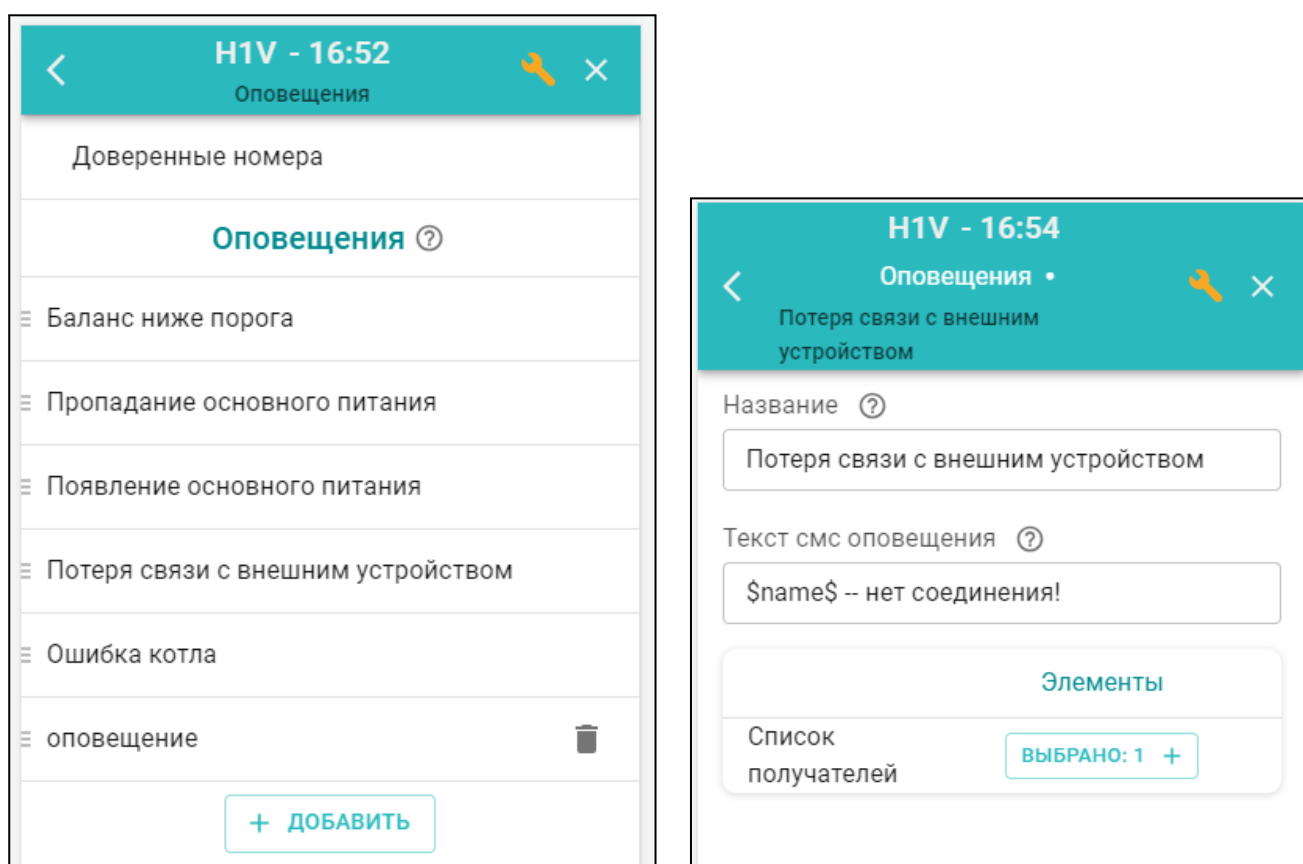 H1V - 16:52
Оповещения
Доверенные номера
Оповещения
Баланс ниже порога
Пропадание основного питания
Появление основного питания
Потеря связи с внешним устройством
Ошибка котла
оповещение
+ ДОБАВИТЬ
H1V - 16:54
Оповещения •
Потеря связи с внешним
устройством
Название
Потеря связи с внешним устройством
Текст смс оповещения
$name$ -- нет соединения!
Элементы
Список
получателей
ВЫБРАНО: 1 +